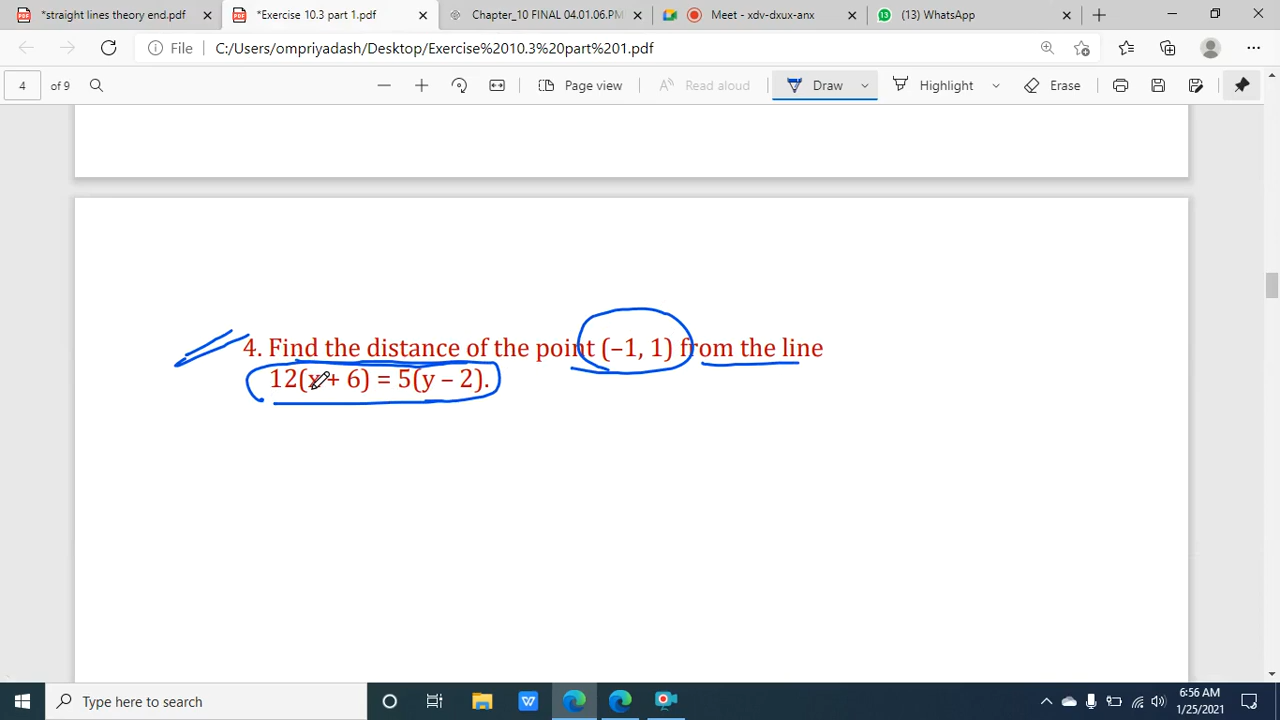 *straight lines theory end.pdf
*Exercise 10.3 part 1.pdf
Chapter_10 FINAL 04.01.06.PM
Meet - xdv-dxux-anx
(13) WhatsApp
File
C:/Users/ompriyadash/Desktop/Exercise%2010.3%20part%201.pdf
4 of 9
Page view
Read aloud
Draw
Highlight
Erase
4. Find the distance of the point (–1, 1) from the line
12(x + 6) = 5(y – 2).
Type here to search
6:56 AM
1/25/2021